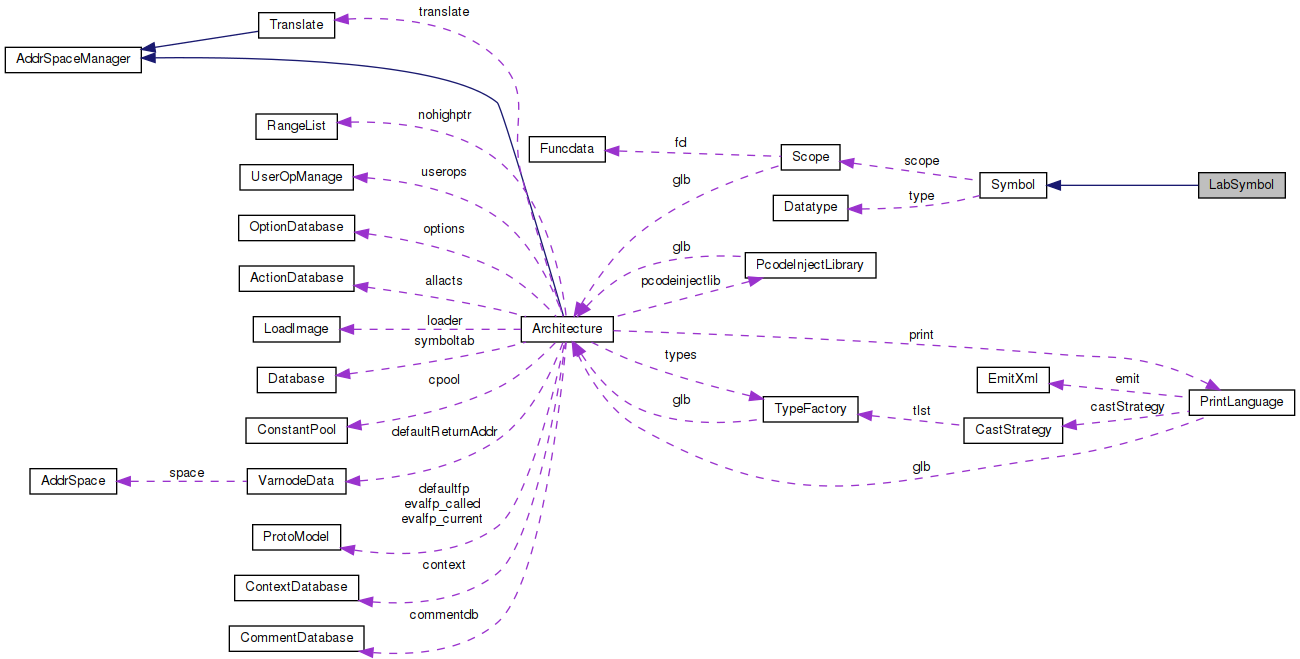 translate
Translate
AddrSpaceManager
nohighptr
RangeList
fd
Funcdata
Scope
scope
userops
UserOpManage
glb
Symbol
LabSymbol
type
Datatype
options
OptionDatabase
glb
PcodeInjectLibrary
allacts
ActionDatabase
pcodeinjectlib
loader
LoadImage
Architecture
print
symboltab
types
Database
cpool
EmitXml
emit
glb
TypeFactory
tlst
castStrategy
PrintLanguage
ConstantPool
defaultReturnAddr
CastStrategy
glb
AddrSpace
space
VarnodeData
defaultfp
evalfp_called
evalfp_current
ProtoModel
context
ContextDatabase
commentdb
CommentDatabase